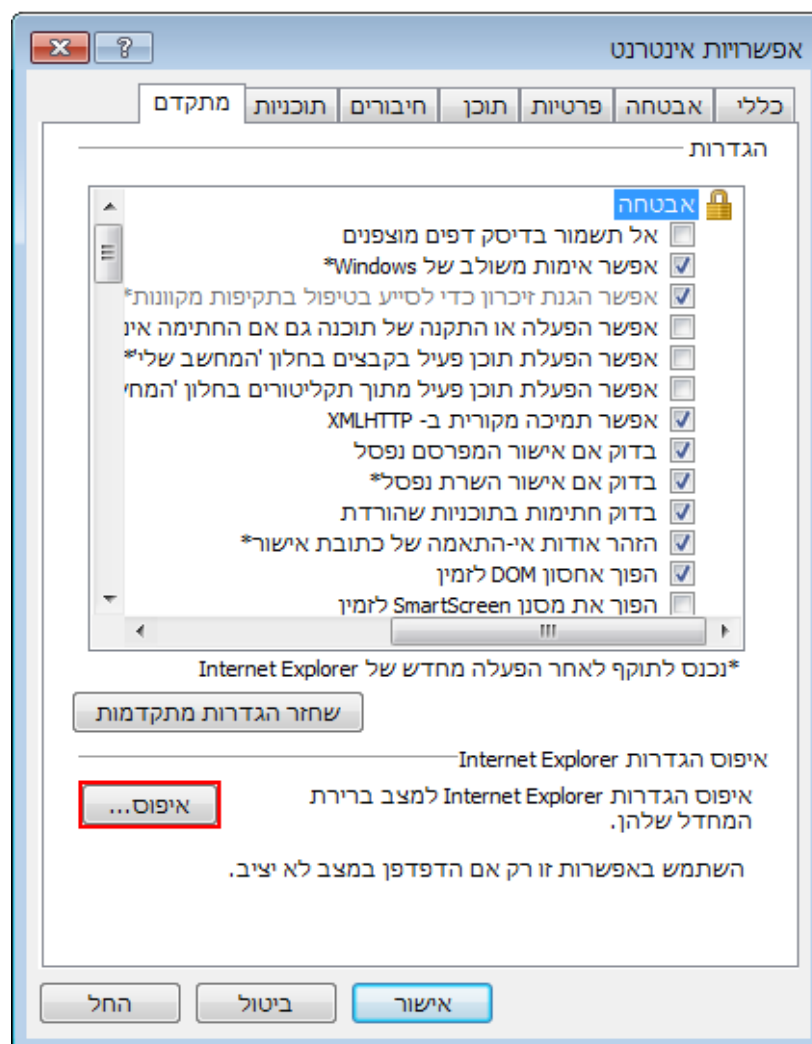 אפשרויות אינטרנט
כללי אבטחה פרטיות תוכן חיבורים תוכניות מתקדם
הגדרות
אבטחה
אל תשמור בדיסק דפים מוצפנים
אפשר אימות משולב של Windows*
אפשר הגנת זיכרון כדי לסייע בטיפול בתקיפות מקוונות*
אפשר הפעלה או התקנה של תוכנה גם אם החתימה אינ
אפשר הפעלת תוכן פעיל בקבצים בחלון 'המחשב שלי'*
אפשר הפעלת תוכן פעיל מתוך תקליטורים בחלון 'המח
אפשר תמיכה מקורית ב- XMLHTTP
בדוק אם אישור המפרסם נפסל
בדוק אם אישור השרת נפסל*
בדוק חתימות בתוכניות שהורדת
הזהר אודות אי-התאמה של כתובת אישור*
הפוך אחסון DOM לזמין
הפוך את מסנן SmartScreen לזמין
*נכנס לתוקף לאחר הפעלה מחדש של Internet Explorer
שחזר הגדרות מתקדמות
איפוס הגדרות Internet Explorer
איפוס הגדרות Internet Explorer למצב ברירת
המחדל שלהן.
איפוס...
השתמש באפשרות זו רק אם הדפדפן במצב לא יציב.
אישור ביטול החל